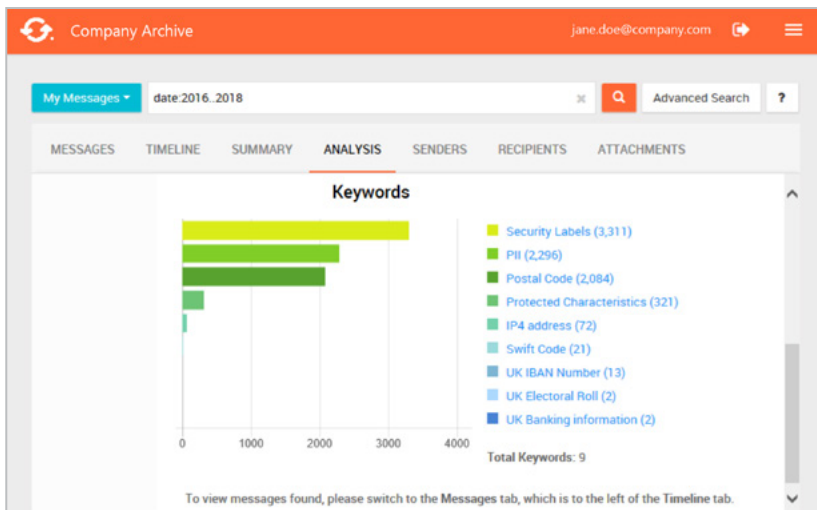 Company Archive
jane.doe@company.com
My Messages
date:2016..2018
Advanced Search
?
MESSAGES
TIMELINE
SUMMARY
ANALYSIS
SENDERS
RECIPIENTS
ATTACHMENTS
Keywords
Security Labels (3,311)
PII (2,296)
Postal Code (2,084)
Protected Characteristics (321)
IP4 address (72)
Swift Code (21)
UK IBAN Number (13)
UK Electoral Roll (2)
UK Banking information (2)
0 1000 2000 3000 4000
Total Keywords: 9
To view messages found, please switch to the Messages tab, which is to the left of the Timeline tab.